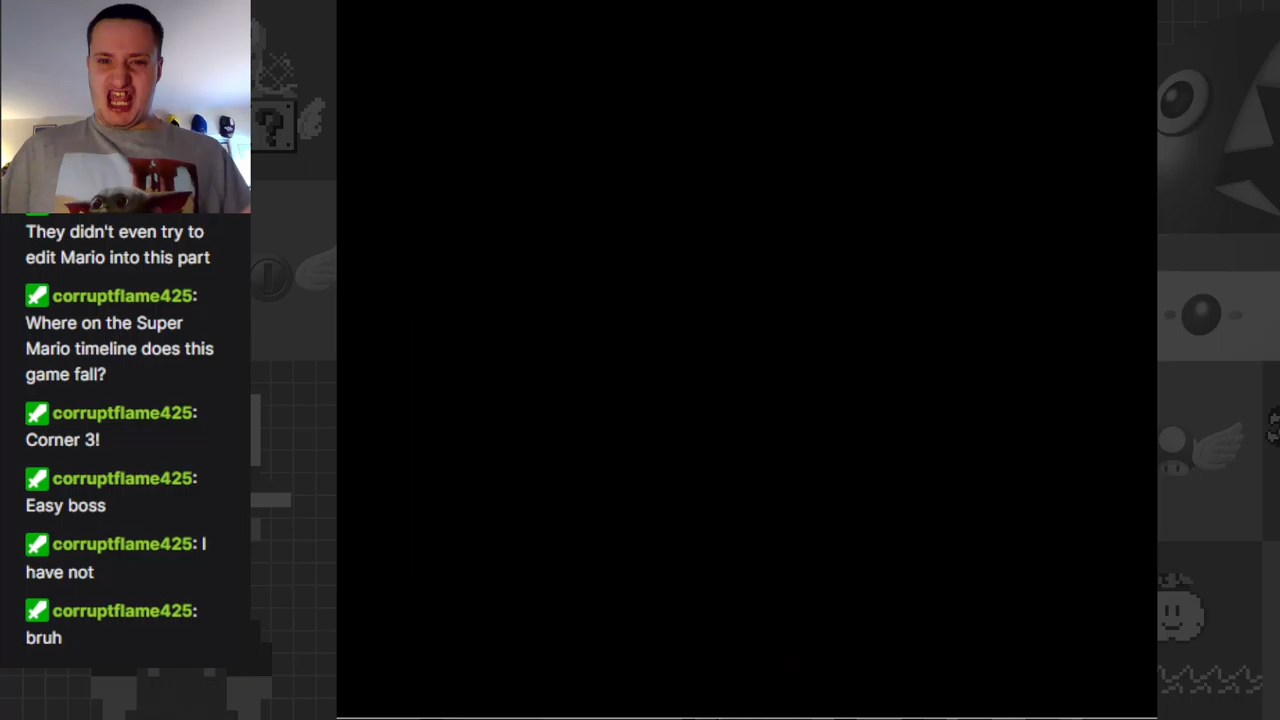 They didn't even try to
edit Mario into this part
corruptflame425:
Where on the Super
Mario timeline does this
game fall?
corruptflame425:
Corner 3!
corruptflame425:
Easy boss
corruptflame425: I
have not
corruptflame425:
bruh